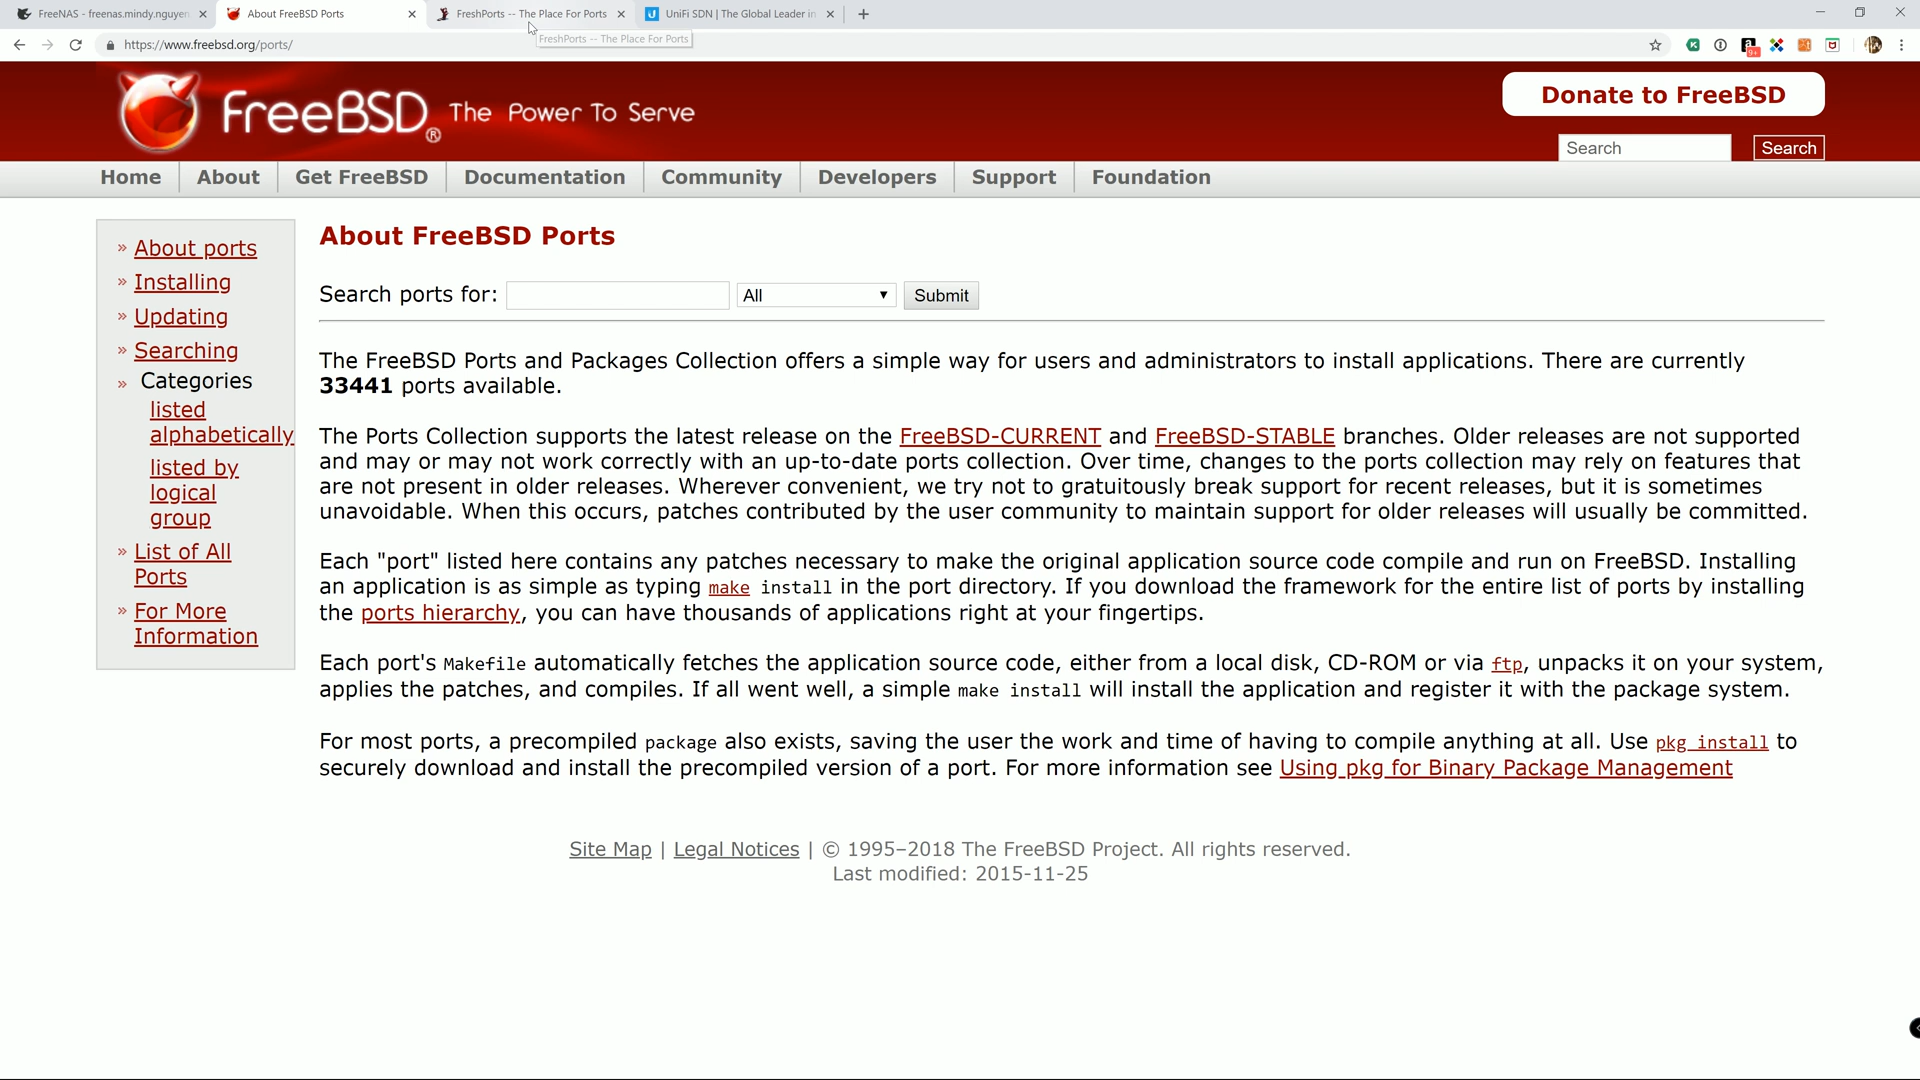 FreeNAS - freenas.mindy.nguyen
About FreeBSD Ports
FreshPorts -- The Place For Ports
UniFi SDN | The Global Leader in
FreshPorts -- The Place For Ports
https://www.freebsd.org/ports/
9+
FreeBSD® The Power To Serve
Donate to FreeBSD
Search
Search
Home
About
Get FreeBSD
Documentation
Community
Developers
Support
Foundation
» About ports
» Installing
» Updating
» Searching
» Categories
listed
alphabetically
listed by
logical
group
» List of All
Ports
» For More
Information
About FreeBSD Ports
Search ports for:
All
Submit
The FreeBSD Ports and Packages Collection offers a simple way for users and administrators to install applications. There are currently
33441 ports available.
The Ports Collection supports the latest release on the FreeBSD-CURRENT and FreeBSD-STABLE branches. Older releases are not supported
and may or may not work correctly with an up-to-date ports collection. Over time, changes to the ports collection may rely on features that
are not present in older releases. Wherever convenient, we try not to gratuitously break support for recent releases, but it is sometimes
unavoidable. When this occurs, patches contributed by the user community to maintain support for older releases will usually be committed.
Each "port" listed here contains any patches necessary to make the original application source code compile and run on FreeBSD. Installing
an application is as simple as typing make install in the port directory. If you download the framework for the entire list of ports by installing
the ports hierarchy, you can have thousands of applications right at your fingertips.
Each port's Makefile automatically fetches the application source code, either from a local disk, CD-ROM or via ftp, unpacks it on your system,
applies the patches, and compiles. If all went well, a simple make install will install the application and register it with the package system.
For most ports, a precompiled package also exists, saving the user the work and time of having to compile anything at all. Use pkg install to
securely download and install the precompiled version of a port. For more information see Using pkg for Binary Package Management
Site Map | Legal Notices | © 1995–2018 The FreeBSD Project. All rights reserved.
Last modified: 2015-11-25